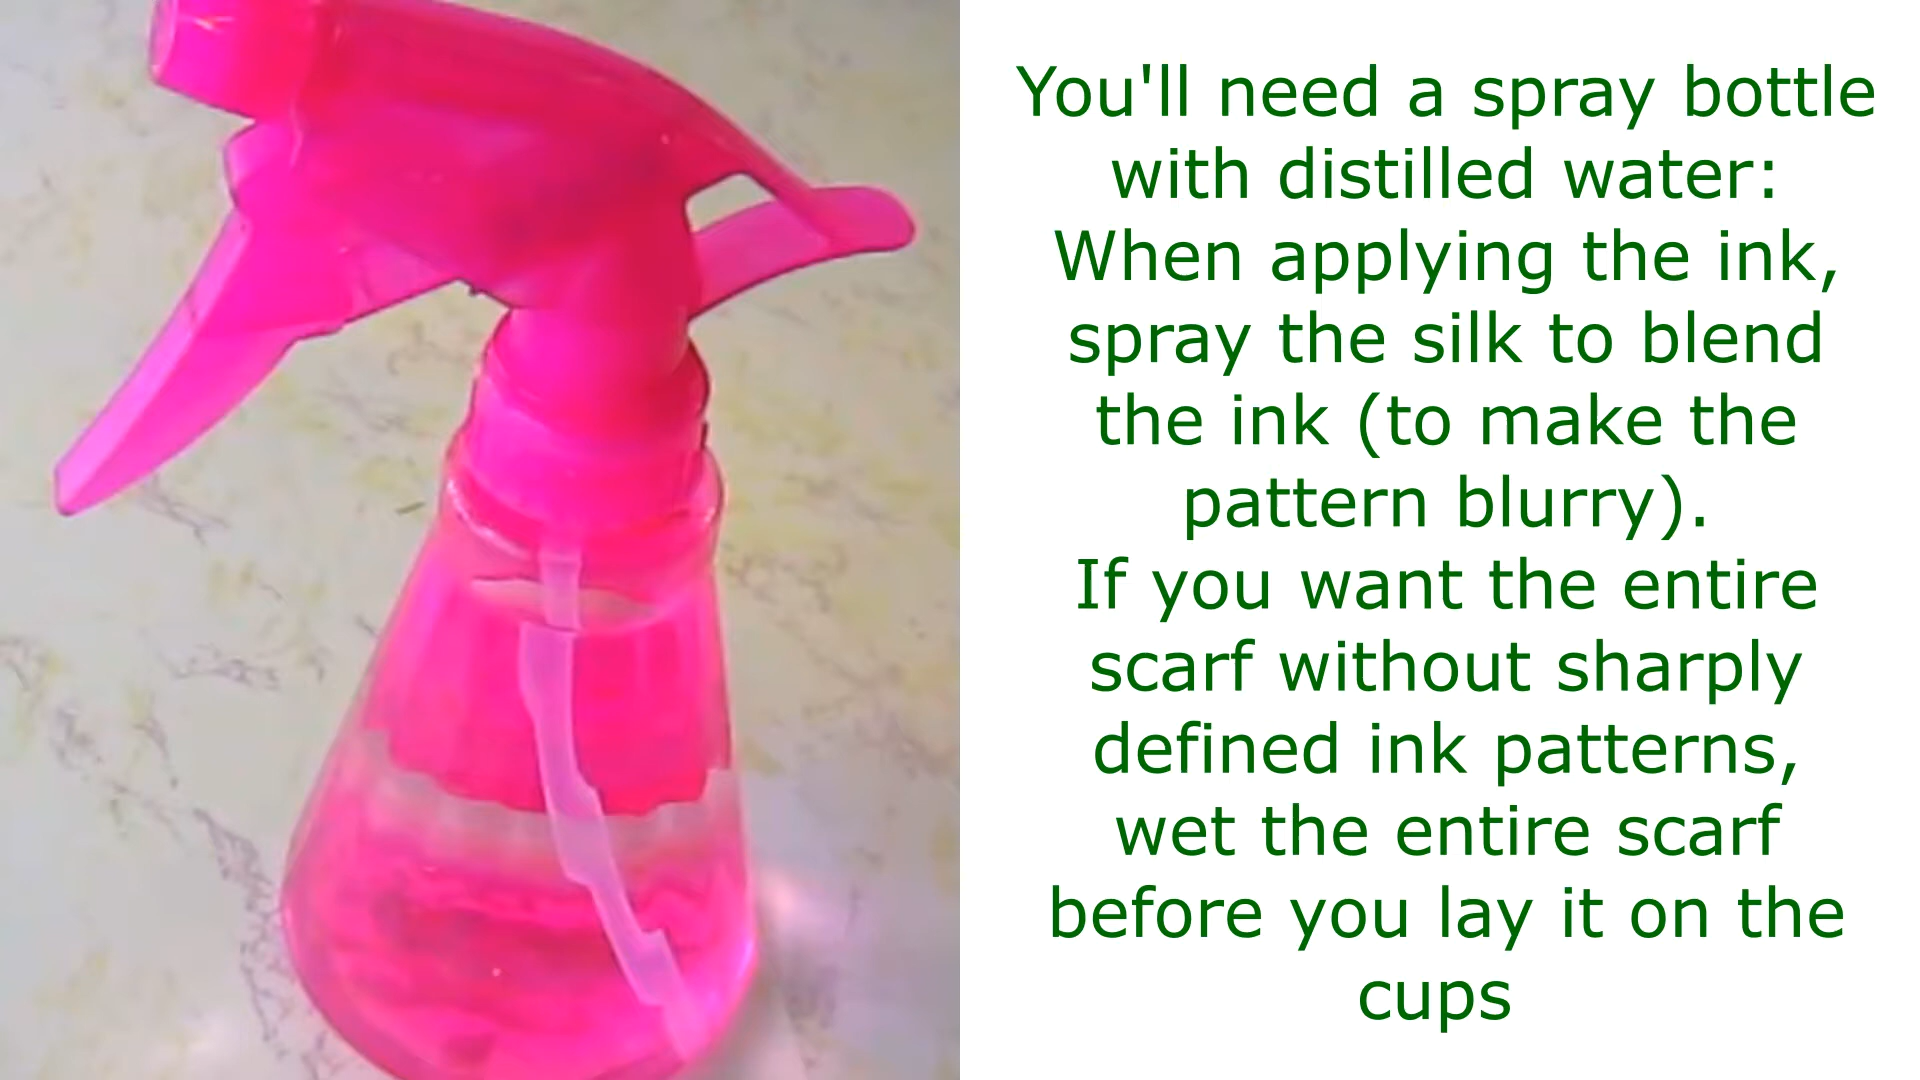 You'll need a spray bottle
with distilled water:
When applying the ink,
spray the silk to blend
the ink (to make the
pattern blurry).
If you want the entire
scarf without sharply
defined ink patterns,
wet the entire scarf
before you lay it on the
cups